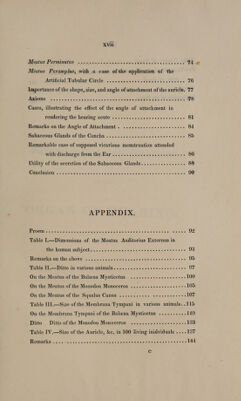 xvii
Meatus Perminutus ........ 74
Meatus Peramplus, with a case of the application of the
Artificial Tubular Circle ........ 76
Importance of the shape, size, and angle of attachment of the auricle. 77
Axioms ........ 78
Cases, illustrating the effect of the angle of attachment in
rendering the hearing acute ........ 81
Remarks on the Angle of Attachment ........ 84
Sebaceous Glands of the Concha ........ 85
Remarkable case of supposed vicarious menstruation attended
with discharge from the Ear ........ 86
Utility of the secretion of the Sebaceous Glands ........ 88
Conclusion ........ 90
APPENDIX.
Proem ........ 92
Table I.—Dimensions of the Meatus Auditorius Externus in
the human subject ........ 93
Remarks on the above ........ 95
Table II.—Ditto in various animals ........ 97
On the Meatus of the Balæna Mysticetus ........ 100
On the Meatus of the Monodon Monoceros ........ 105
On the Meatus of the Squalus Canus ........ 107
Table III.—Size of the Membrana Tympani in various animals ..115
On the Membrana Tympani of the Balæna Mysticetus ........ 119
Ditto Ditto of the Monodon Monoceros ........ 133
Table IV.—Size of the Auricle, &c. in 300 living inidviduals ....137
Remarks ........ 144
c